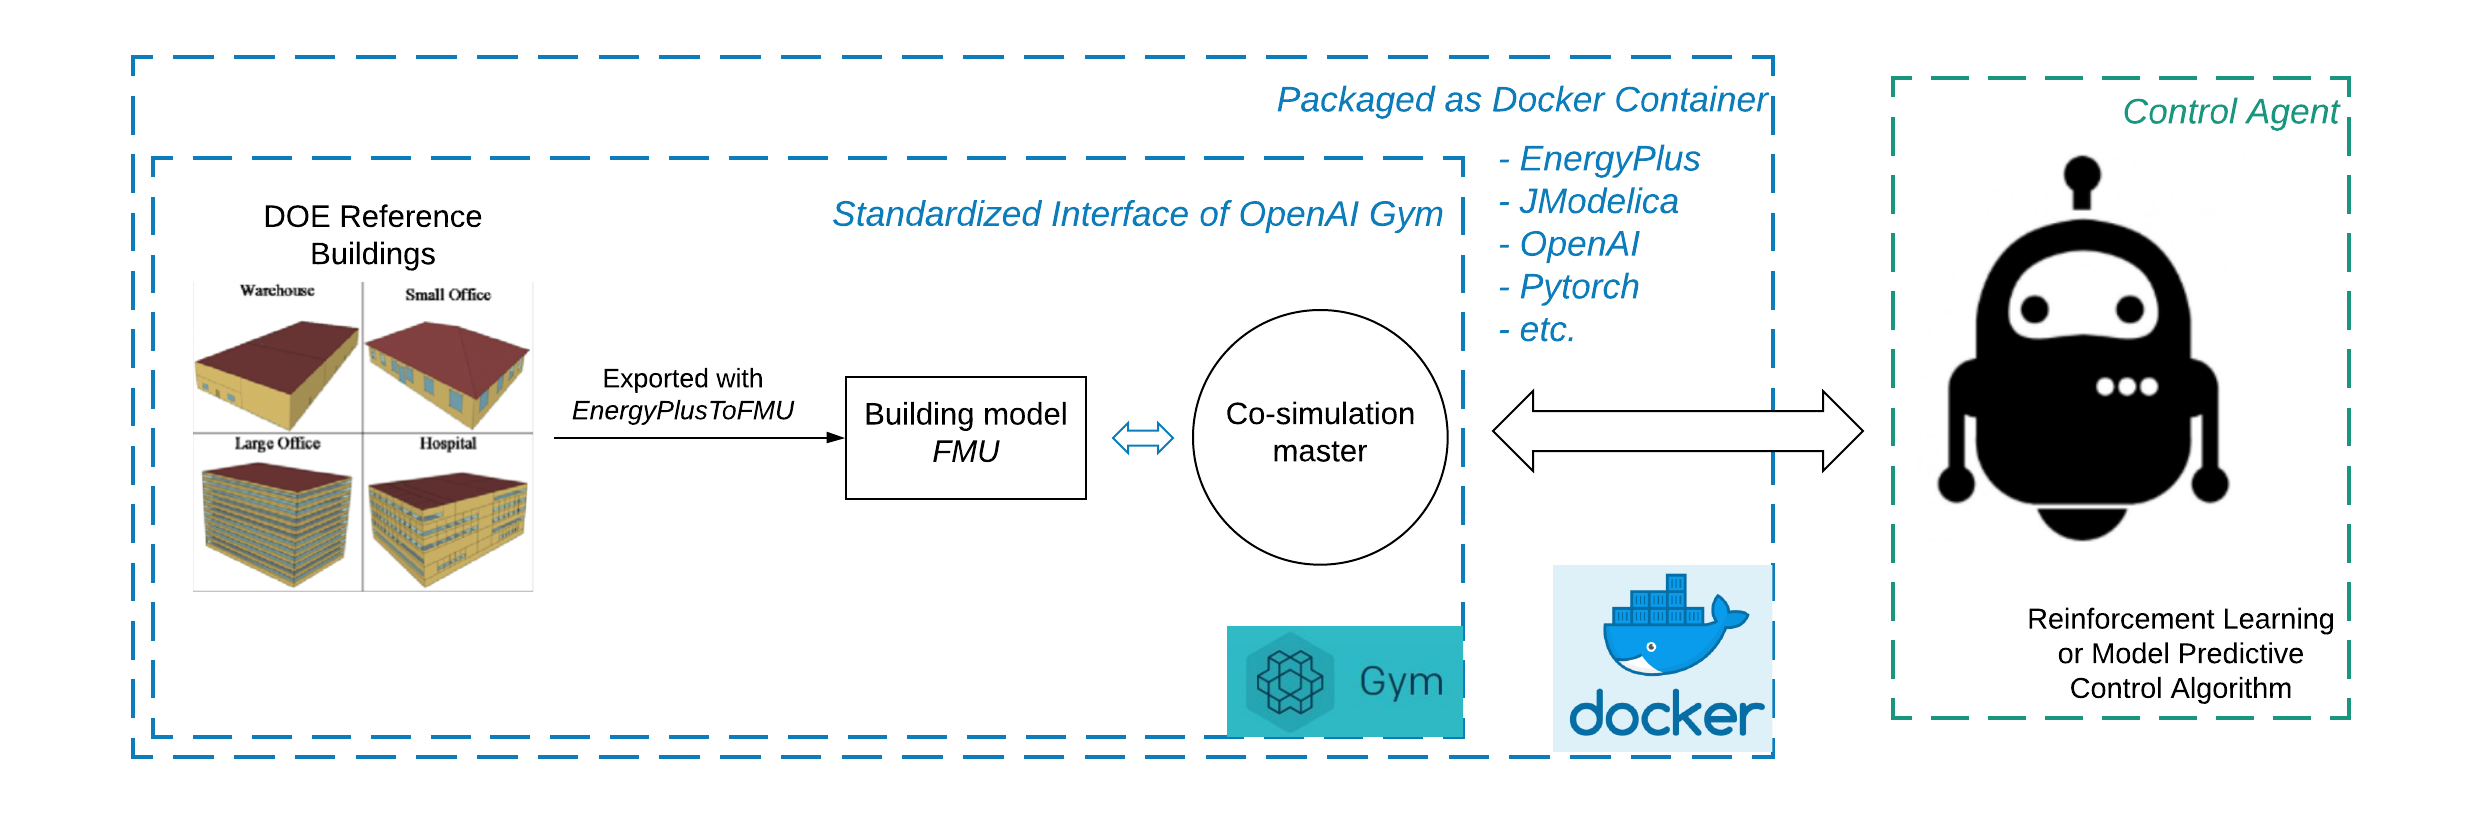 Packaged as Docker Container
Control Agent
- EnergyPlus
- JModelica
- OpenAI
- Pytorch
- etc.
Standardized Interface of OpenAI Gym
DOE Reference
Buildings
Warehouse
Small Office
Large Office
Hospital
Exported with
EnergyPlusToFMU
Building model
FMU
Co-simulation
master
Gym
docker
Reinforcement Learning
or Model Predictive
Control Algorithm